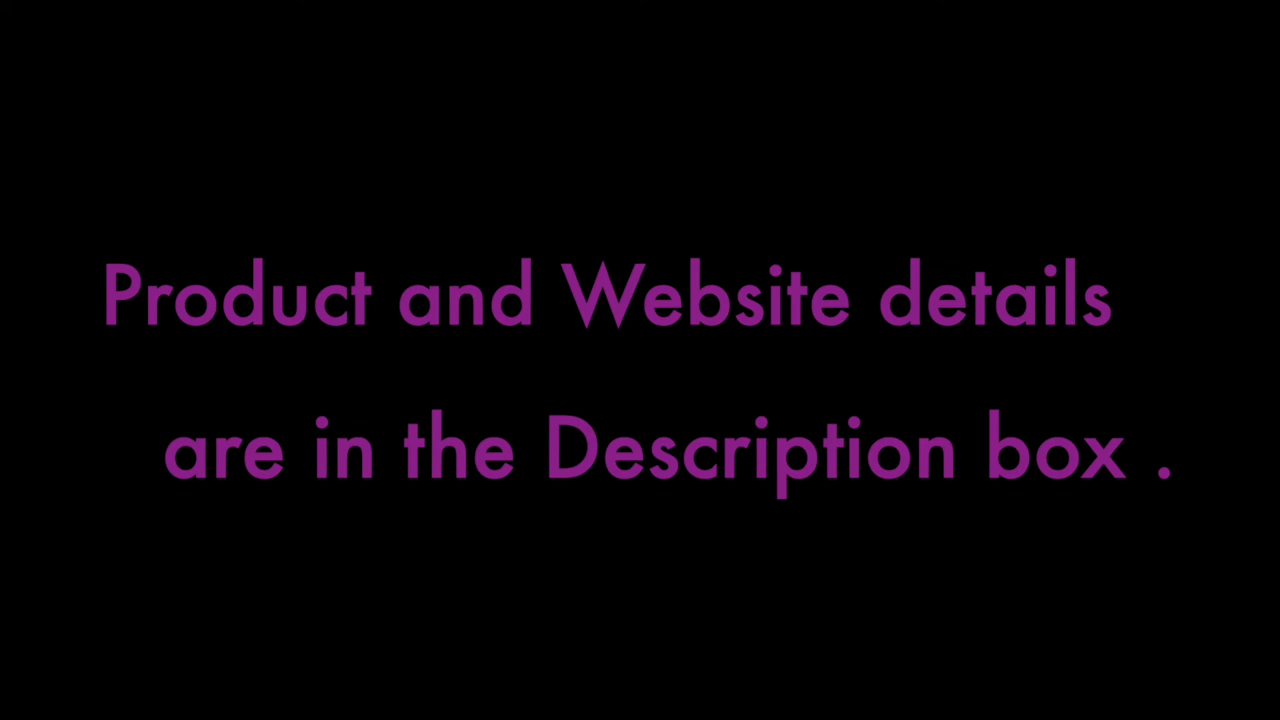 Product and Website details
are in the Description box .